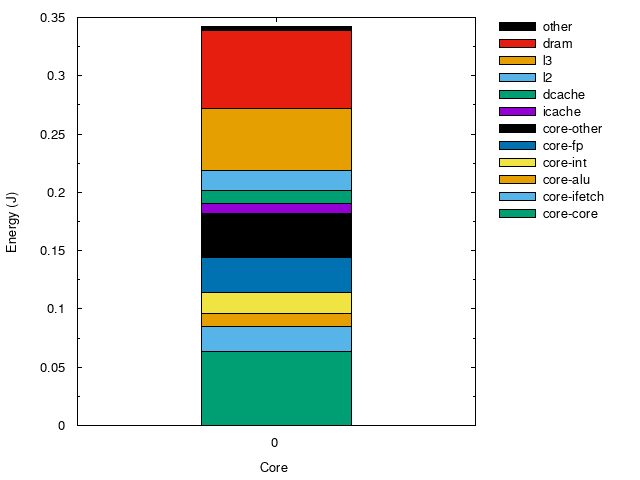 0.35
0.3
0.25
0.2
0.15
0.1
0.05
0
Energy (J)
0
Core
other
dram
l3
l2
dcache
icache
core-other
core-fp
core-int
core-alu
core-ifetch
core-core